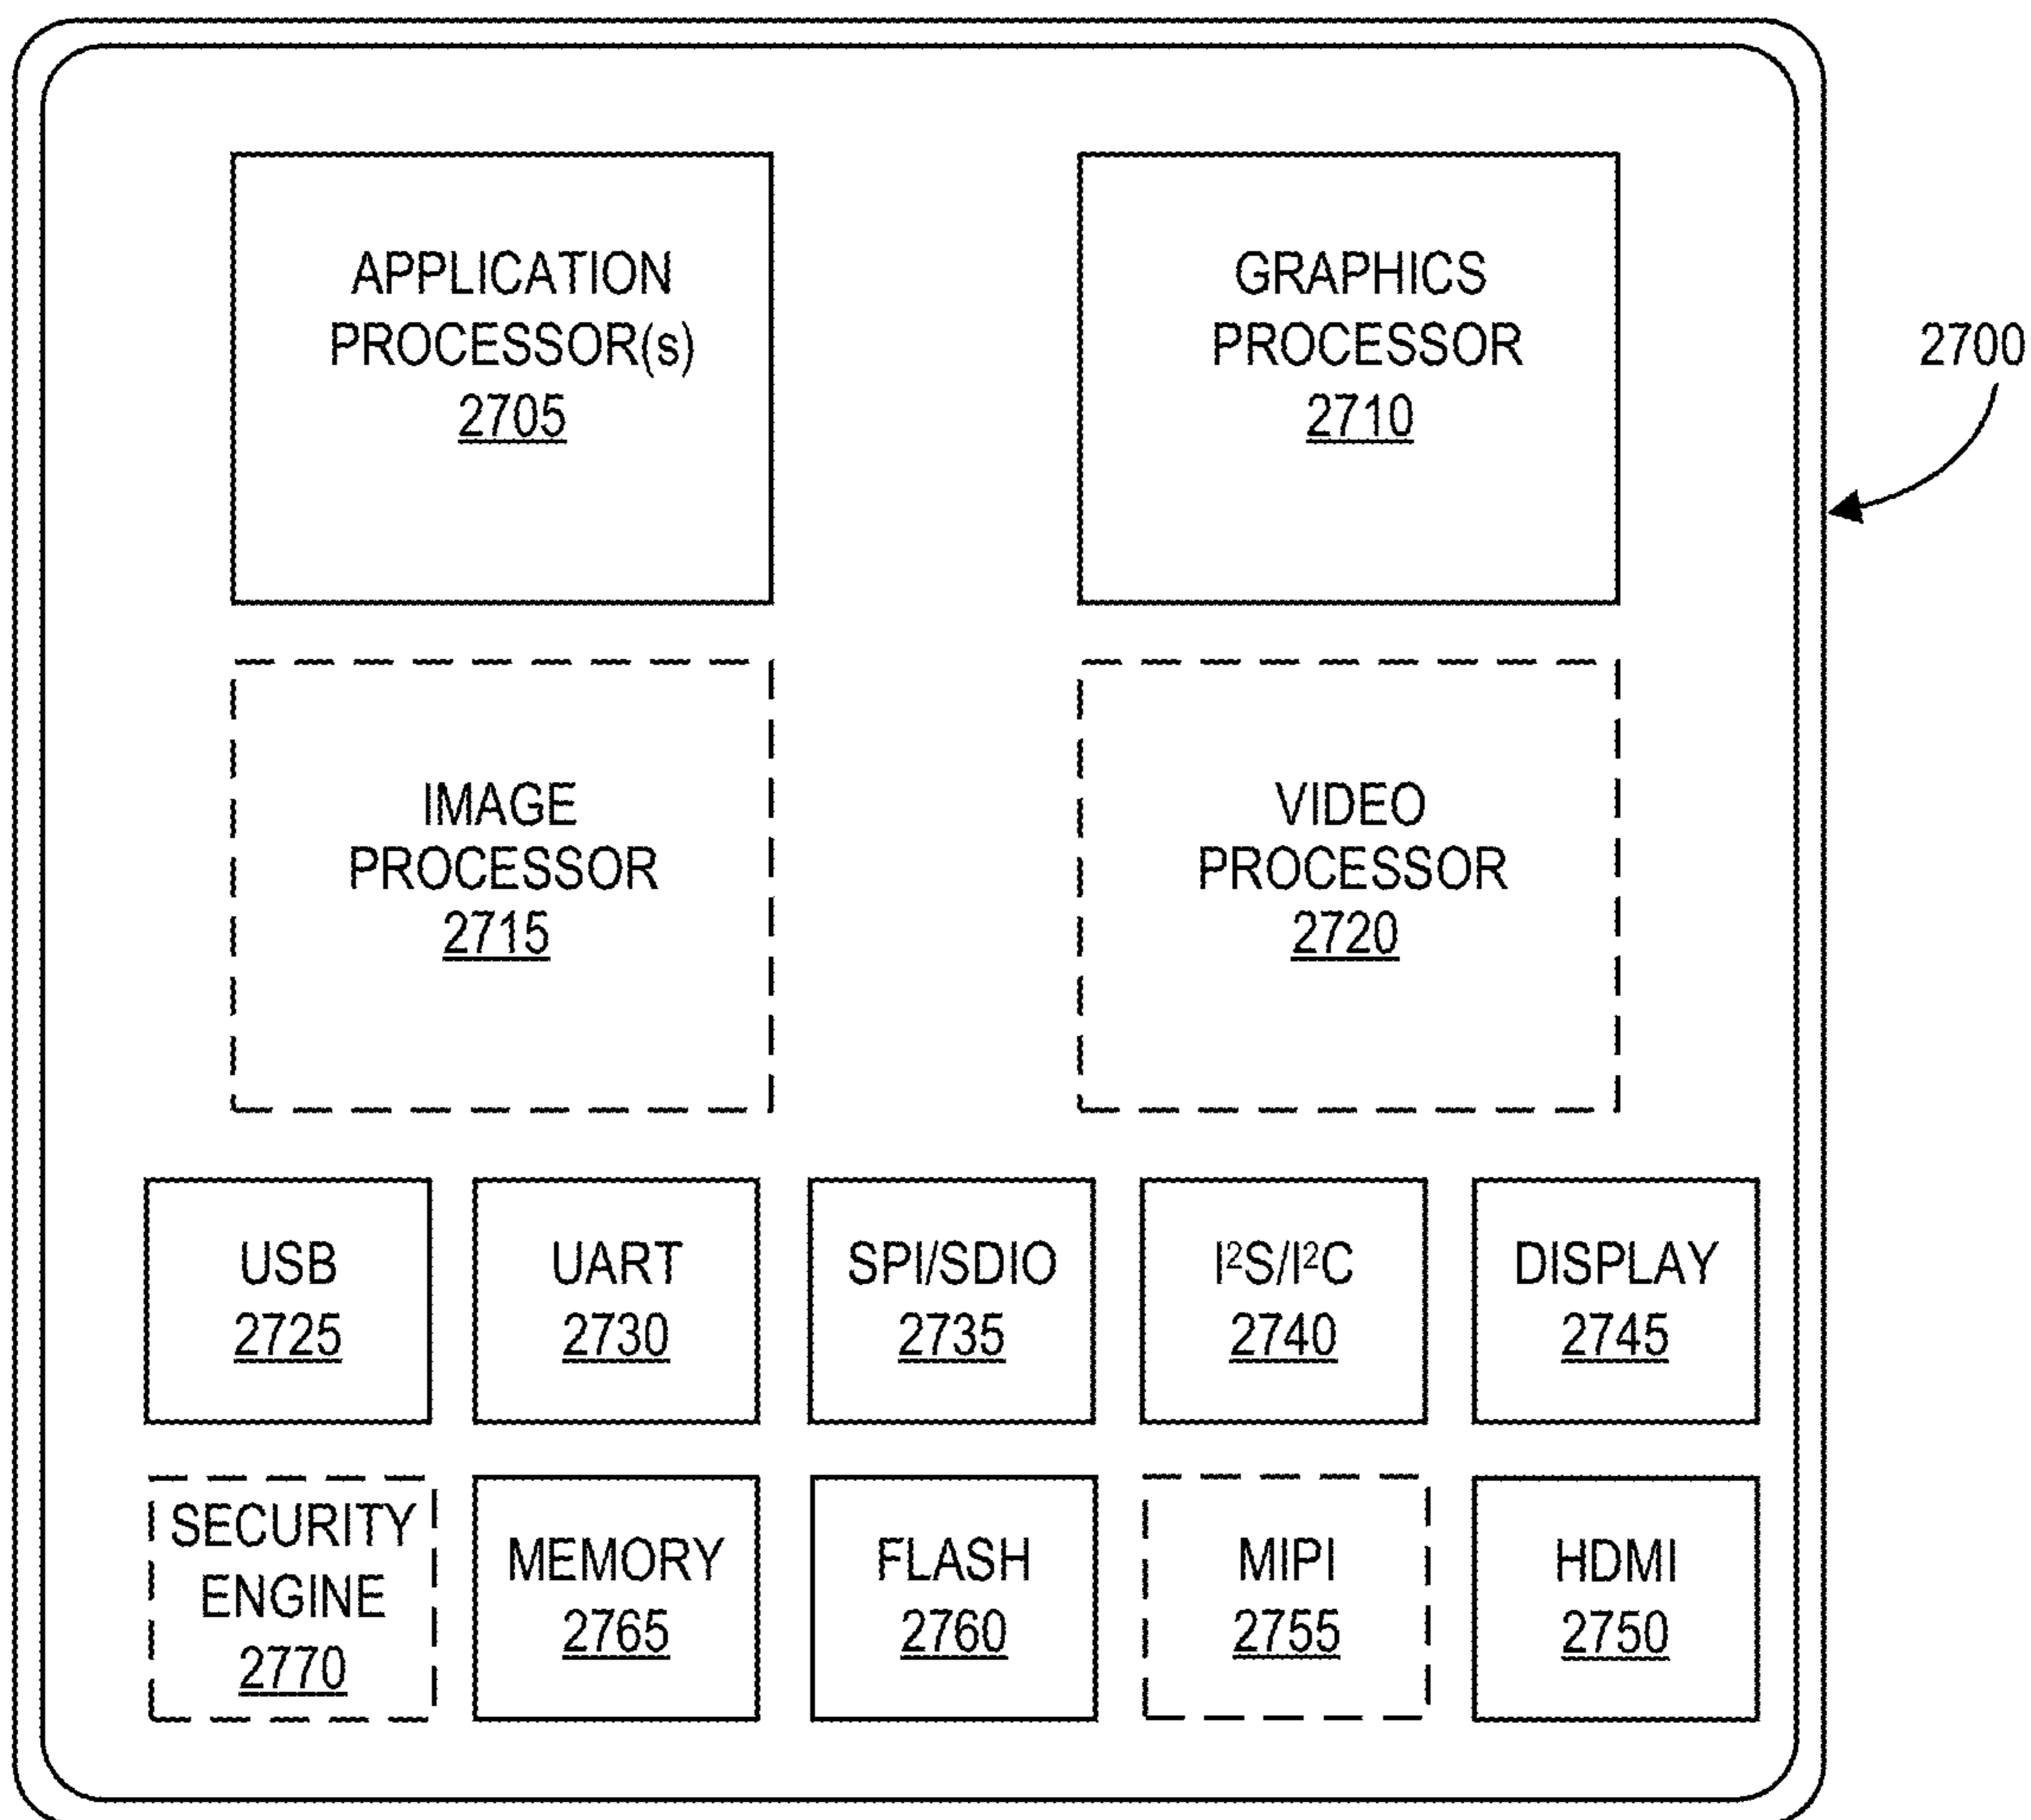 APPLICATION
PROCESSOR(s)
2705
GRAPHICS
PROCESSOR
2710
2700
IMAGE
PROCESSOR
2715
VIDEO
PROCESSOR
2720
USB
2725
UART
2730
SPI/SDIO
2735
I²S/I²C
2740
DISPLAY
2745
SECURITY
ENGINE
2770
MEMORY
2765
FLASH
2760
MIPI
2755
HDMI
2750